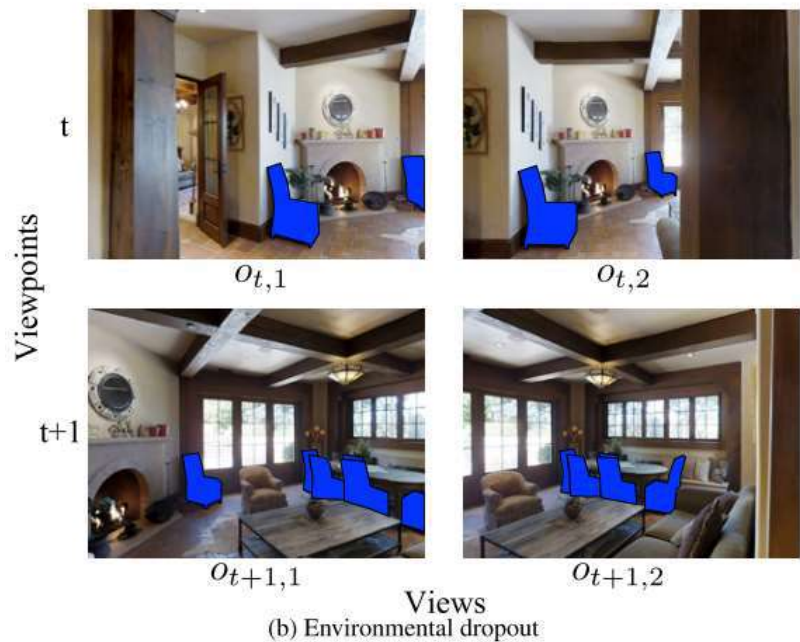 t
Viewpoints
t+1
o_{t,1}
o_{t,2}
o_{t+1,1}
o_{t+1,2}
Views
(b) Environmental dropout